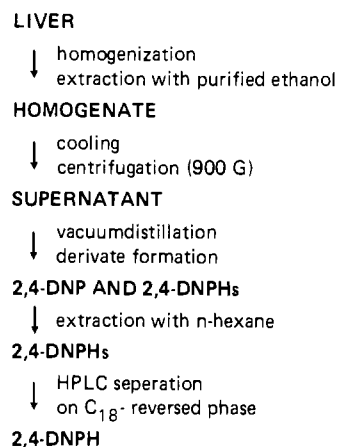 LIVER
homogenization
extraction with purified ethanol
HOMOGENATE
cooling
centrifugation (900 G)
SUPERNATANT
vacuumdistillation
derivate formation
2,4-DNP AND 2,4-DNPHs
extraction with n-hexane
2,4-DNPHs
HPLC seperation
on C₁₈- reversed phase
2,4-DNPH